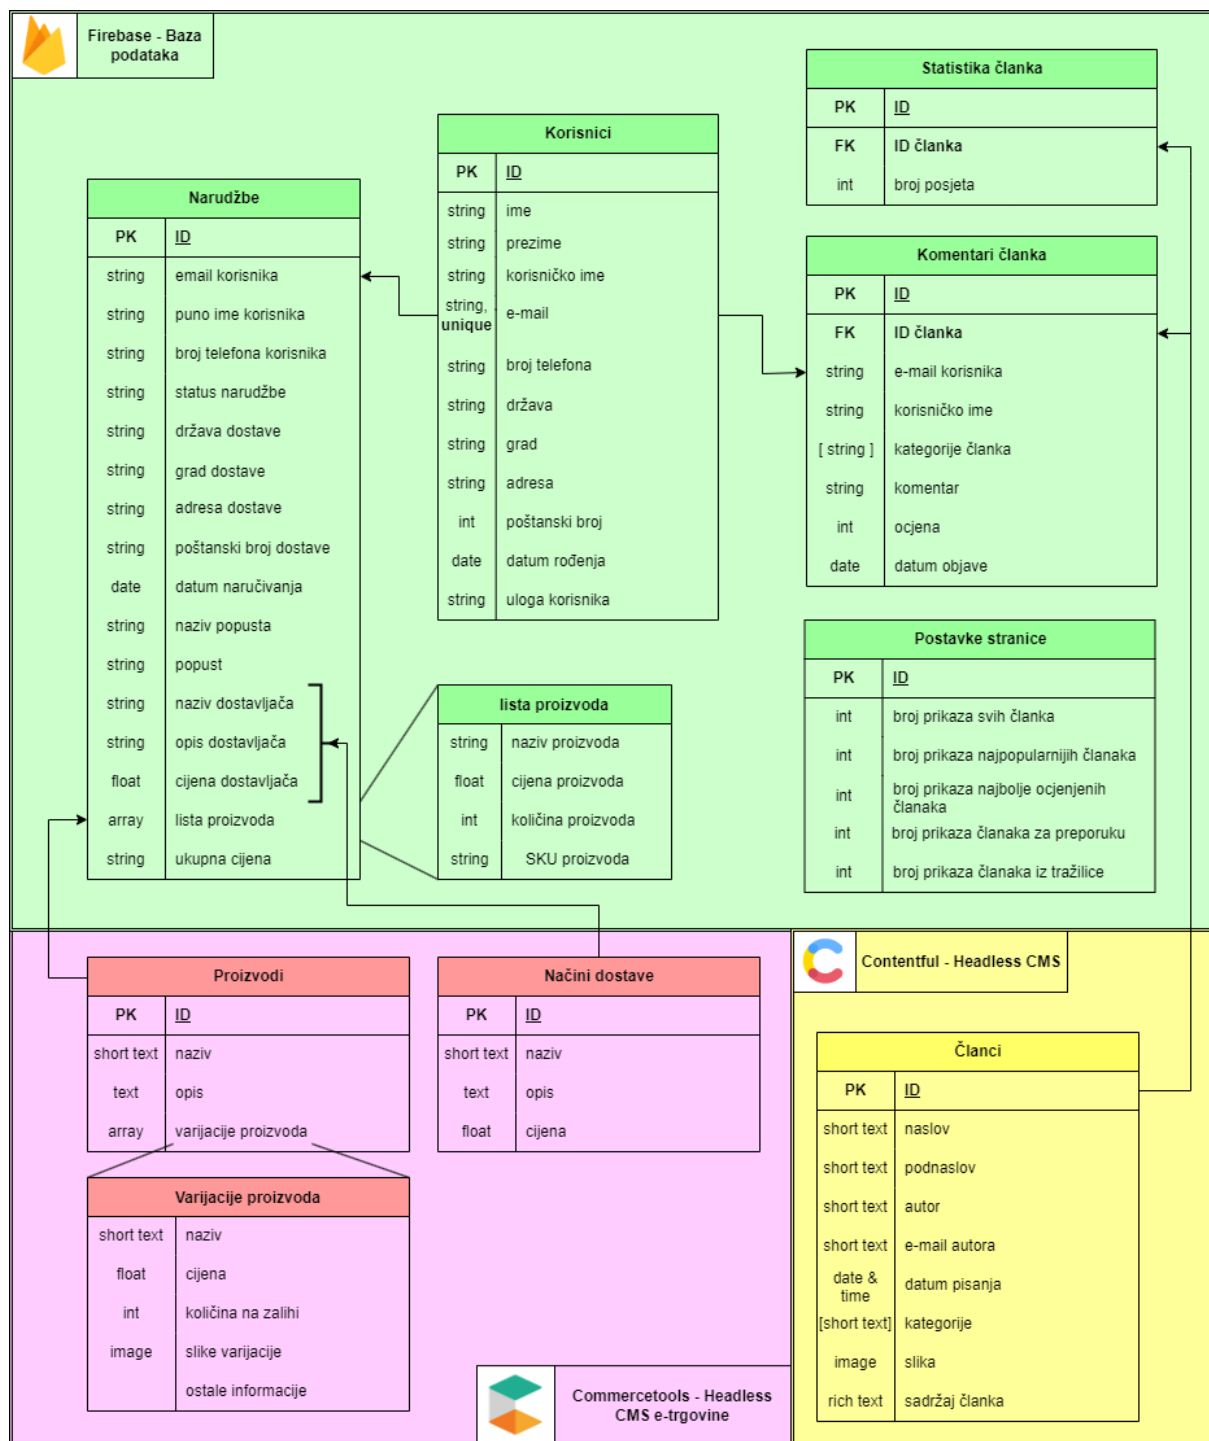 Firebase - Baza
podataka
Statistika članka
PK ID
FK ID članka
int broj posjeta
Korisnici
PK ID
string ime
string prezime
string korisničko ime
string,
unique e-mail
string broj telefona
string država
string grad
string adresa
int poštanski broj
date datum rođenja
string uloga korisnika
Narudžbe
PK ID
string email korisnika
string puno ime korisnika
string broj telefona korisnika
string status narudžbe
string država dostave
string grad dostave
string adresa dostave
string poštanski broj dostave
date datum naručivanja
string naziv popusta
string popust
string naziv dostavljača
string opis dostavljača
float cijena dostavljača
array lista proizvoda
string ukupna cijena
Komentari članka
PK ID
FK ID članka
string e-mail korisnika
string korisničko ime
[ string ] kategorije članka
string komentar
int ocjena
date datum objave
Postavke stranice
PK ID
int broj prikaza svih članka
int broj prikaza najpopularnijih članaka
int broj prikaza najbolje ocjenjenih
članaka
int broj prikaza članaka za preporuku
int broj prikaza članaka iz tražilice
lista proizvoda
string naziv proizvoda
float cijena proizvoda
int količina proizvoda
string SKU proizvoda
Proizvodi
PK ID
short text naziv
text opis
array varijacije proizvoda
Varijacije proizvoda
short text naziv
float cijena
int količina na zalihi
image slike varijacije
ostale informacije
Načini dostave
PK ID
short text naziv
text opis
float cijena
Commercetools - Headless
CMS e-trgovine
Contentful - Headless CMS
Članci
PK ID
short text naslov
short text podnaslov
short text autor
short text e-mail autora
date &
time datum pisanja
[short text] kategorije
image slika
rich text sadržaj članka